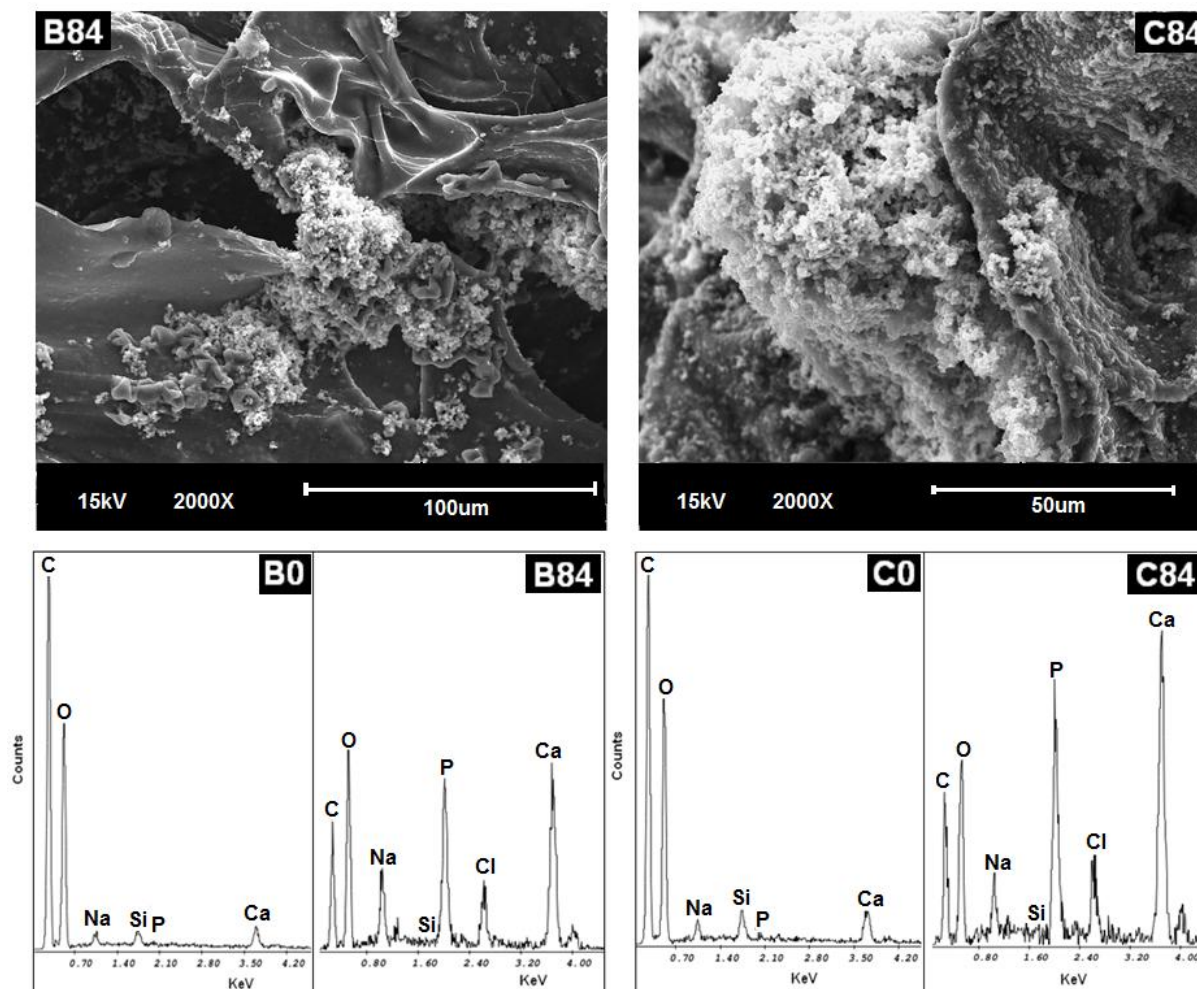 B84
C84
15kV 2000X 100um
15kV 2000X 50um
B0
B84
C0
C84
C
O
Na
Si
P
Ca
Counts
0.70 1.40 2.10 2.80 3.50 4.20
KeV
C
O
Na
Si
P
Cl
Ca
0.80 1.60 2.40 3.20 4.00
KeV
C
O
Na
Si
P
Ca
Counts
0.70 1.40 2.10 2.80 3.50 4.20
KeV
C
O
Na
Si
P
Cl
Ca
0.80 1.60 2.40 3.20 4.00
KeV